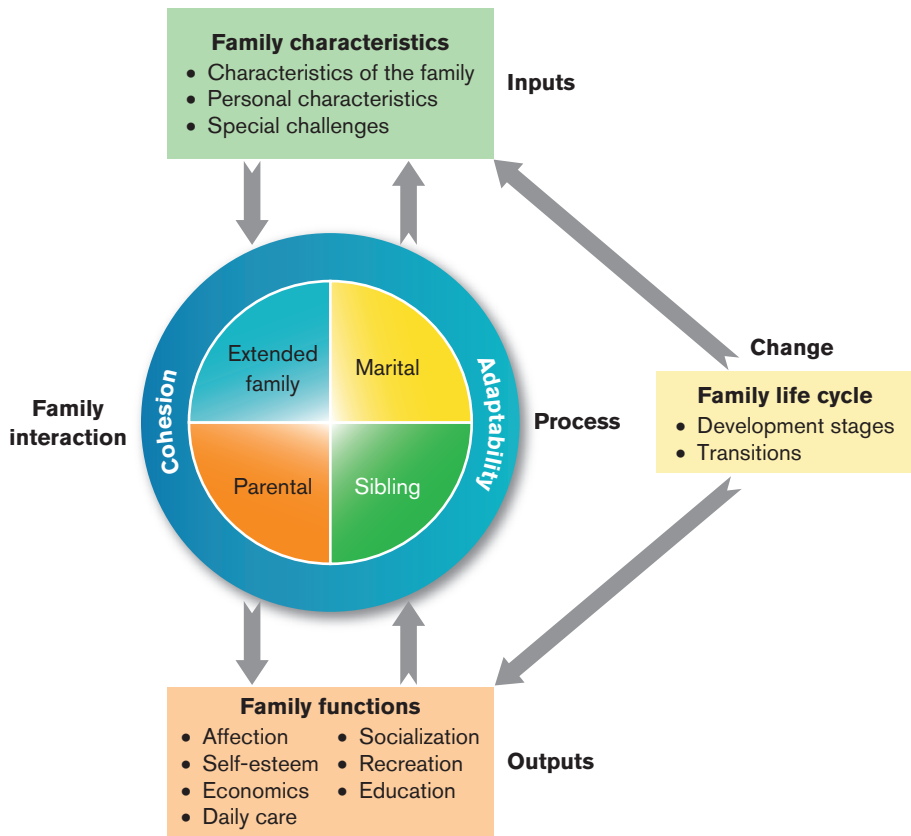 Family characteristics
• Characteristics of the family
• Personal characteristics
• Special challenges
Inputs
Change
Family life cycle
• Development stages
• Transitions
Family
interaction
Cohesion
Extended
family
Marital
Parental
Sibling
Adaptability
Process
Family functions
• Affection
• Self-esteem
• Economics
• Daily care
• Socialization
• Recreation
• Education
Outputs